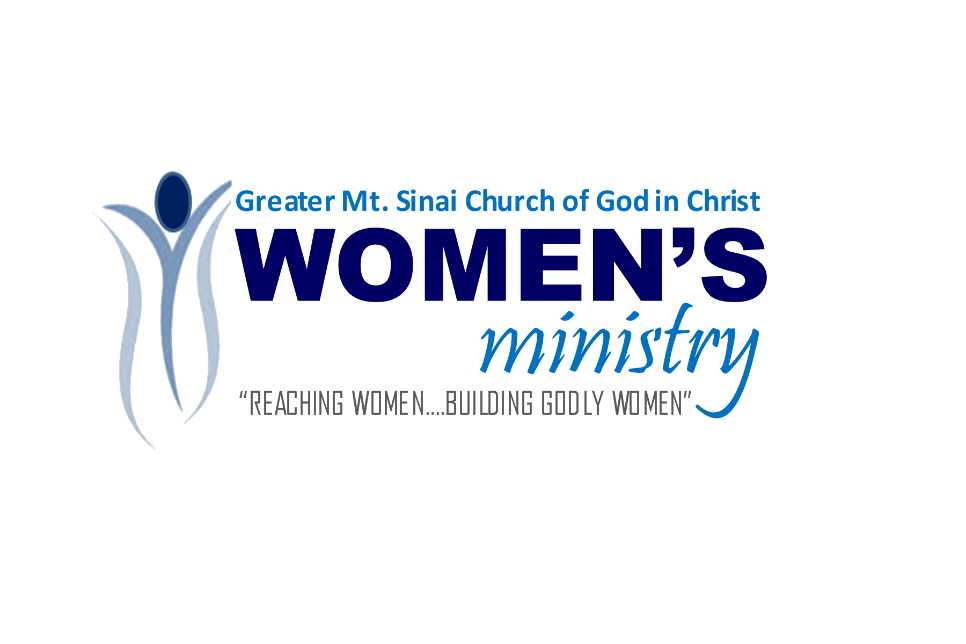 Greater Mt. Sinai Church of God in Christ
WOMEN’S
ministry
“REACHING WOMEN....BUILDING GODLY WOMEN”